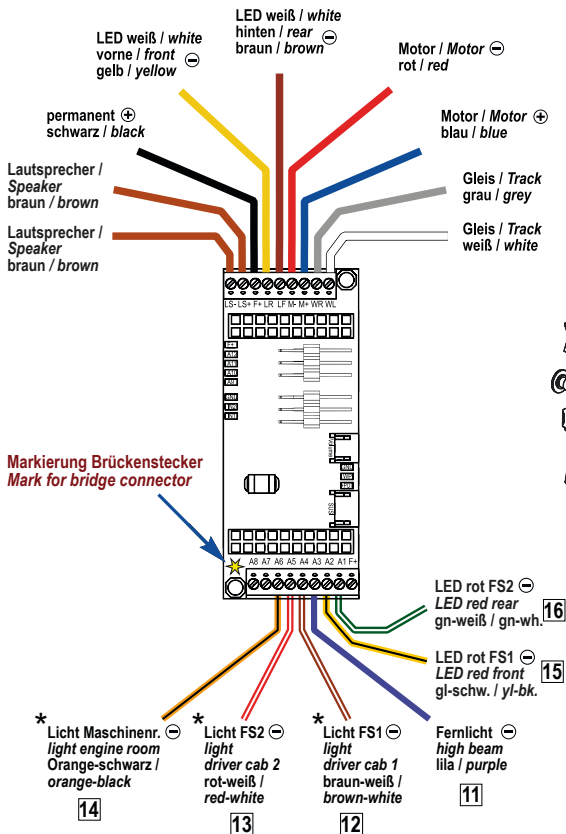 LED weiß / white
hinten / rear
braun / brown
LED weiß / white
vorne / front
gelb / yellow
Motor / Motor
rot / red
permanent
schwarz / black
Motor / Motor
blau / blue
Lautsprecher /
Speaker
braun / brown
Gleis / Track
grau / grey
Lautsprecher /
Speaker
braun / brown
Gleis / Track
weiß / white
LS- LS+ F+ LR LF M- M+ WR WL
Markierung Brückenstecker
Mark for bridge connector
SUSI
A8 A7 A6 A5 A4 A3 A2 A1 F+
LED rot FS2
LED red rear
gn-weiß / gn-wh.
16
LED rot FS1
LED red front
gl-schw. / yl-bk.
15
* Licht Maschinenr.
light engine room
Orange-schwarz /
orange-black
14
* Licht FS2
light
driver cab 2
rot-weiß /
red-white
13
* Licht FS1
light
driver cab 1
braun-weiß /
brown-white
12
Fernlicht
high beam
lila / purple
11